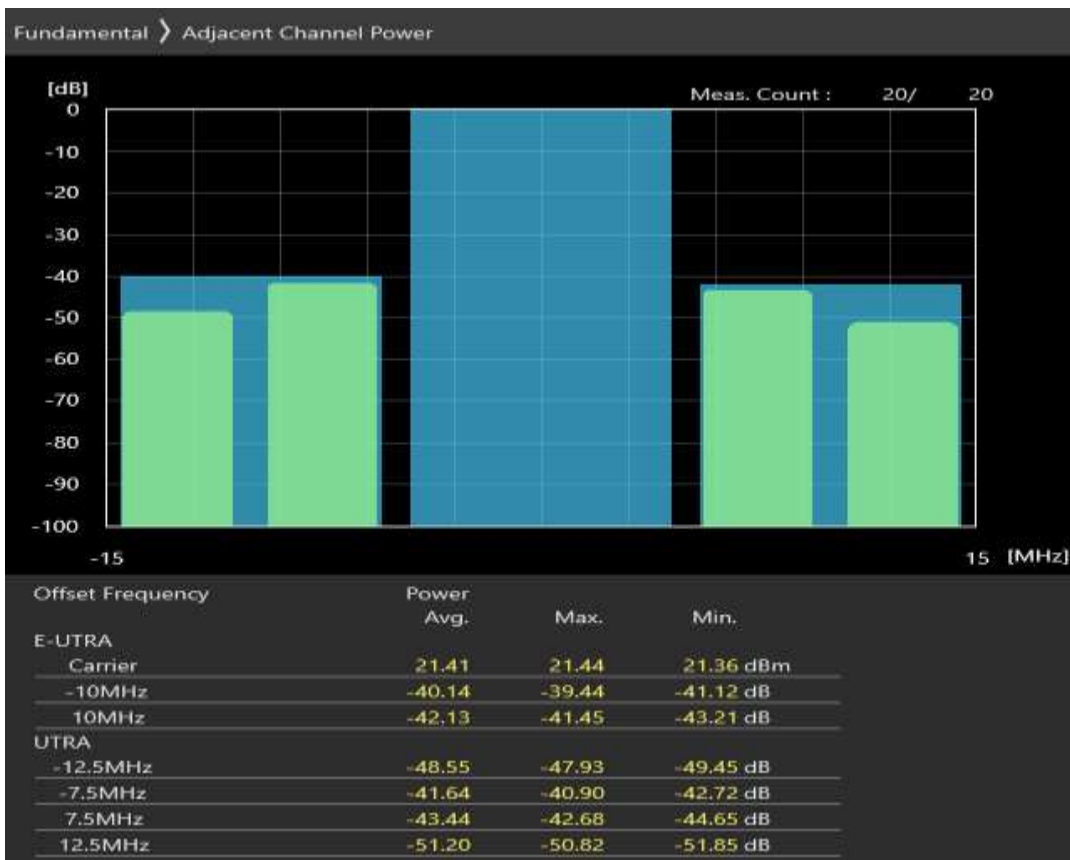 Fundamental 〉 Adjacent Channel Power
[dB]
Meas. Count : 20/ 20
0
-10
-20
-30
-40
-50
-60
-70
-80
-90
-100
-15 15 [MHz]
Offset Frequency Power
Avg. Max. Min.
E-UTRA
Carrier 21.41 21.44 21.36 dBm
-10MHz -40.14 -39.44 -41.12 dB
10MHz -42.13 -41.45 -43.21 dB
UTRA
-12.5MHz -48.55 -47.93 -49.45 dB
-7.5MHz -41.64 -40.90 -42.72 dB
7.5MHz -43.44 -42.68 -44.65 dB
12.5MHz -51.20 -50.82 -51.85 dB